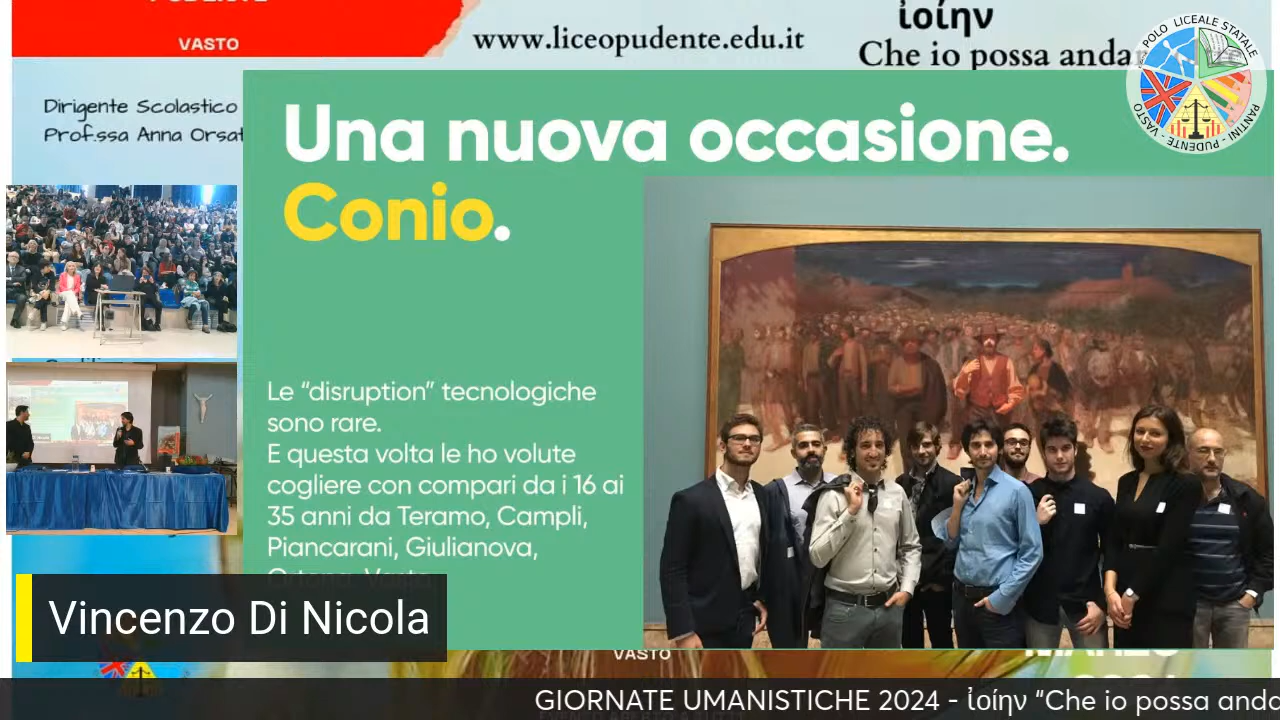 VASTO
www.liceopudente.edu.it
ἰοίην
Che io possa andar
POLO LICEALE STATALE
PANTINI - PUDENTE - VASTO
Dirigente Scolastico
Prof.ssa Anna Orsat
Una nuova occasione.
Conio.
Le “disruption” tecnologiche
sono rare.
E questa volta le ho volute
cogliere con compari da i 16 ai
35 anni da Teramo, Campli,
Piancarani, Giulianova,
Ortona, Vasto
Vincenzo Di Nicola
VASTO
GIORNATE UMANISTICHE 2024 - ἰοίην “Che io possa anda